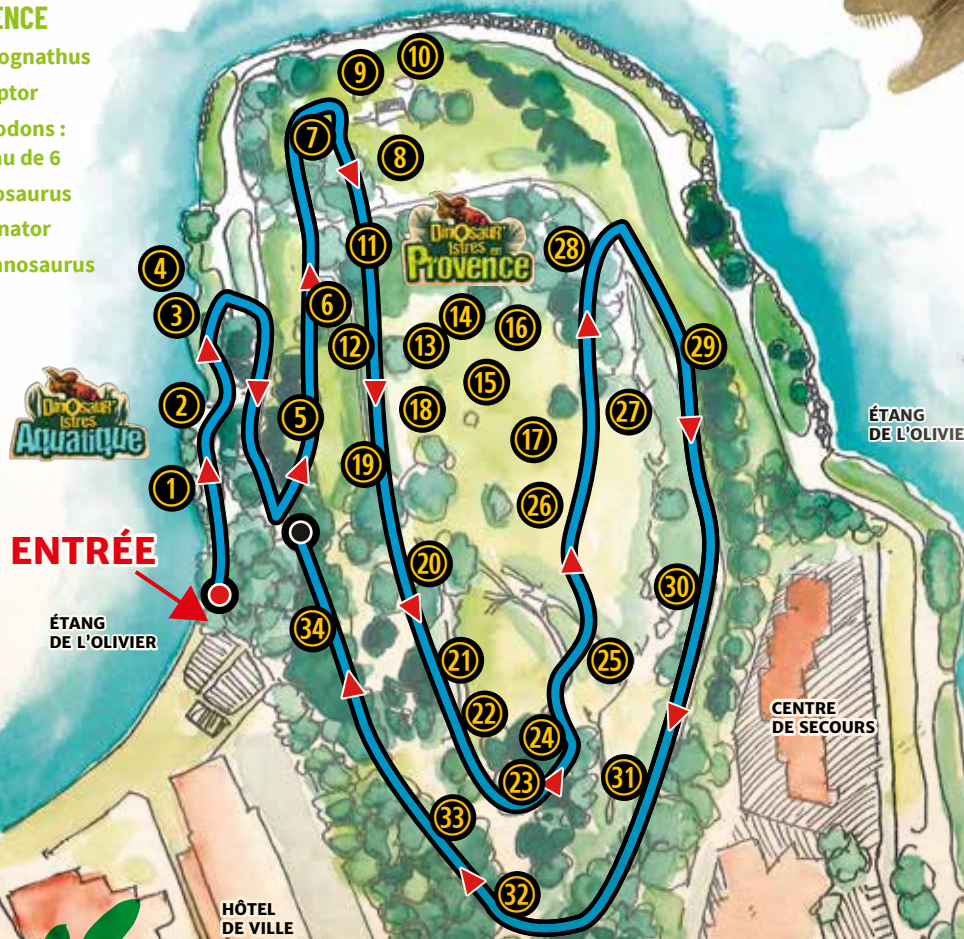 ENCE
ognathus
ptor
odons :
au de 6
osaurus
nator
nnosaurus
10
9
7
8
DinOsaur'
Istres en
Provence
11
28
4
3
6
14
16
12
13
29
15
DinOsaur'
Istres
Aquatique
2
5
18
27
ÉTANG
DE L'OLIVIE
17
19
1
26
ENTRÉE
20
30
ÉTANG
DE L'OLIVIER
34
21
25
22
24
CENTRE
DE SECOURS
23
31
33
32
HÔTEL
DE VILLE